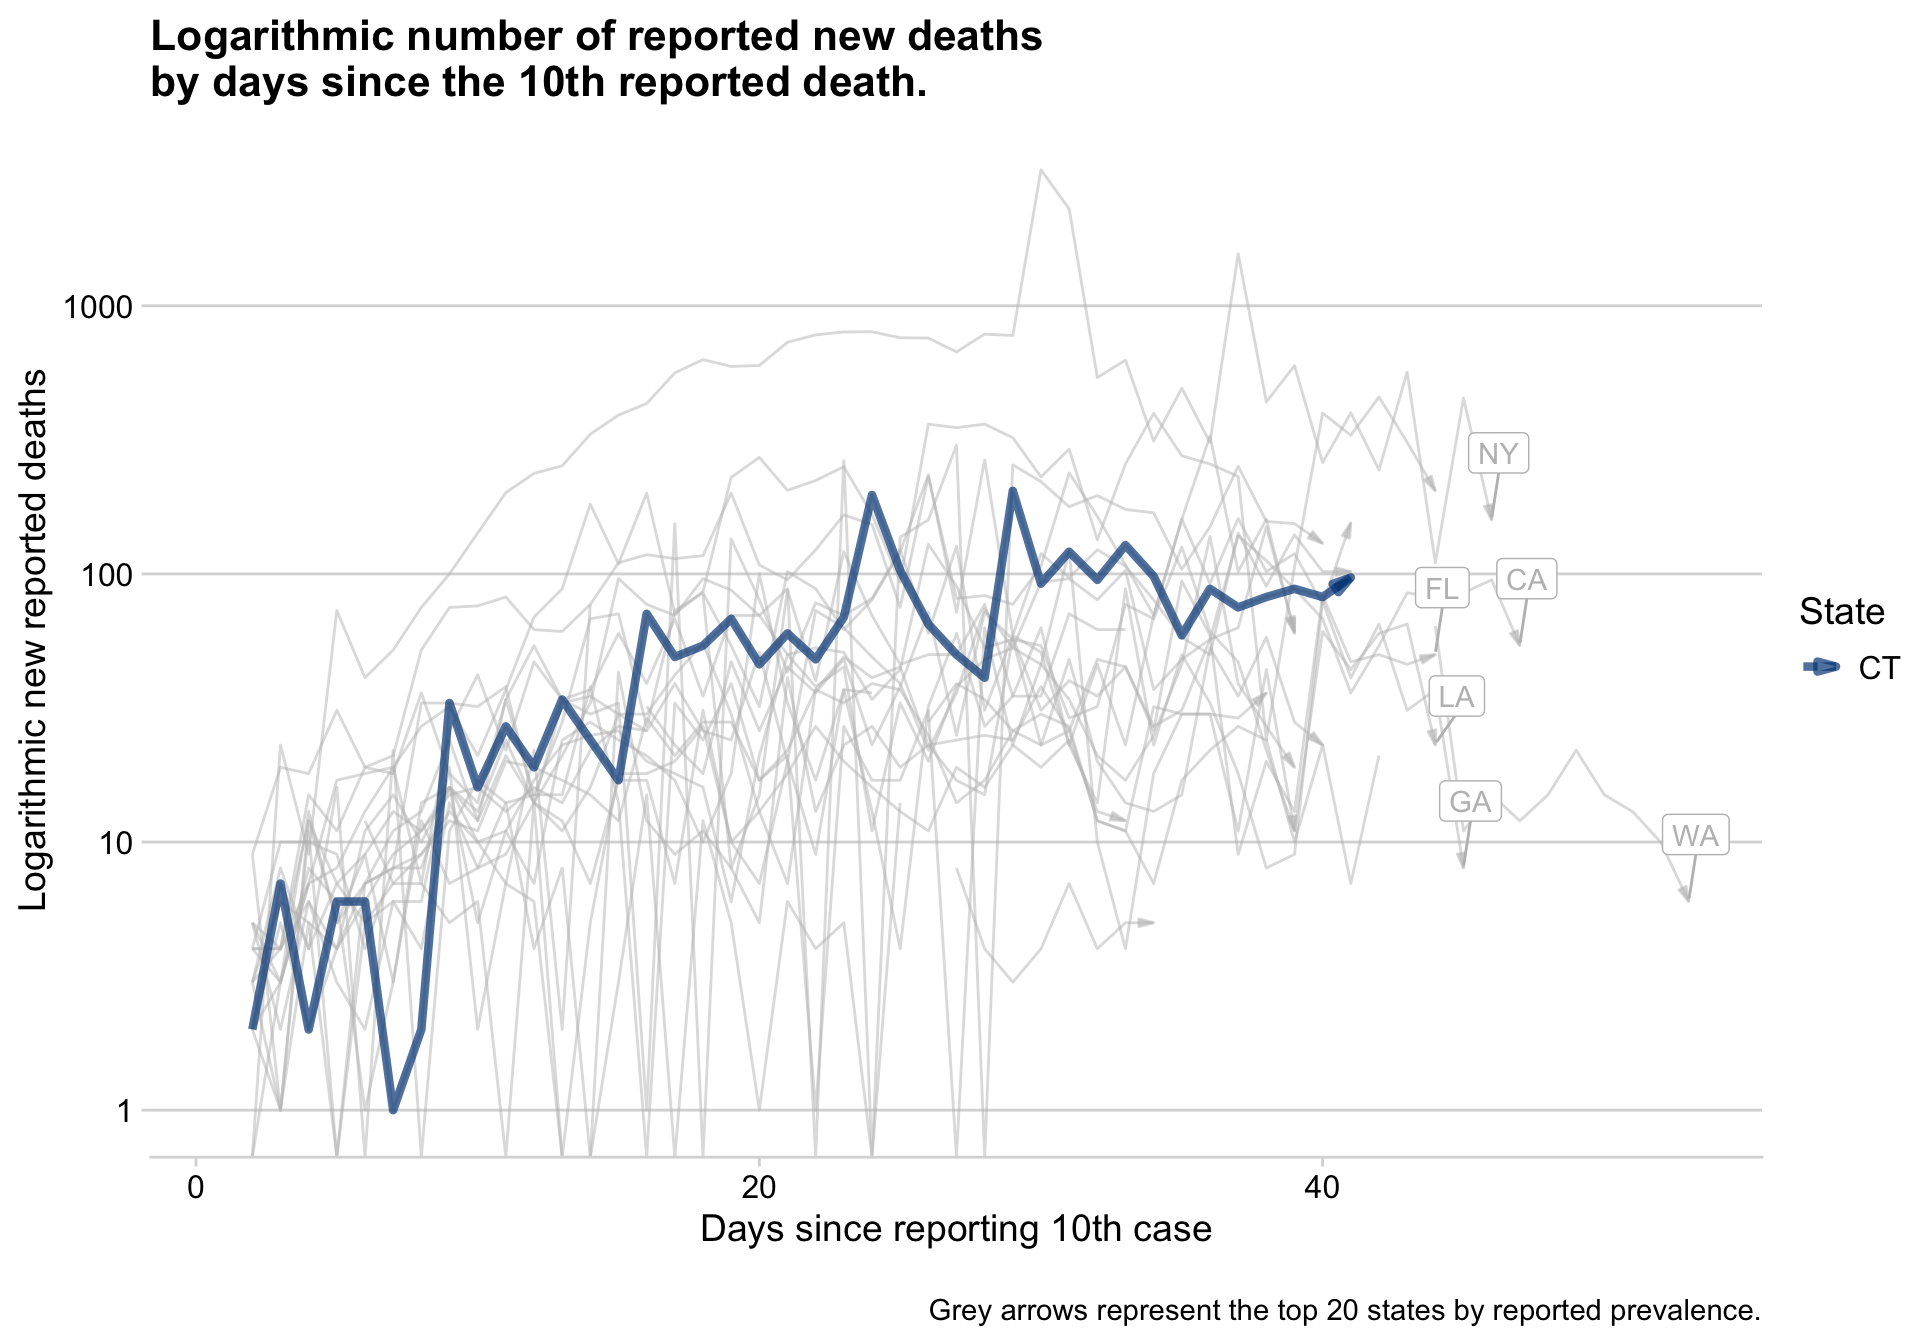 Logarithmic number of reported new deaths
by days since the 10th reported death.
Logarithmic new reported deaths
1000
100
10
1
NY
CA
FL
LA
GA
WA
State
CT
0
20
40
Days since reporting 10th case
Grey arrows represent the top 20 states by reported prevalence.